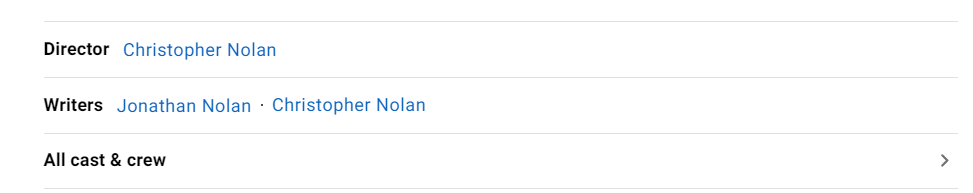 Director Christopher Nolan
Writers Jonathan Nolan · Christopher Nolan
All cast & crew